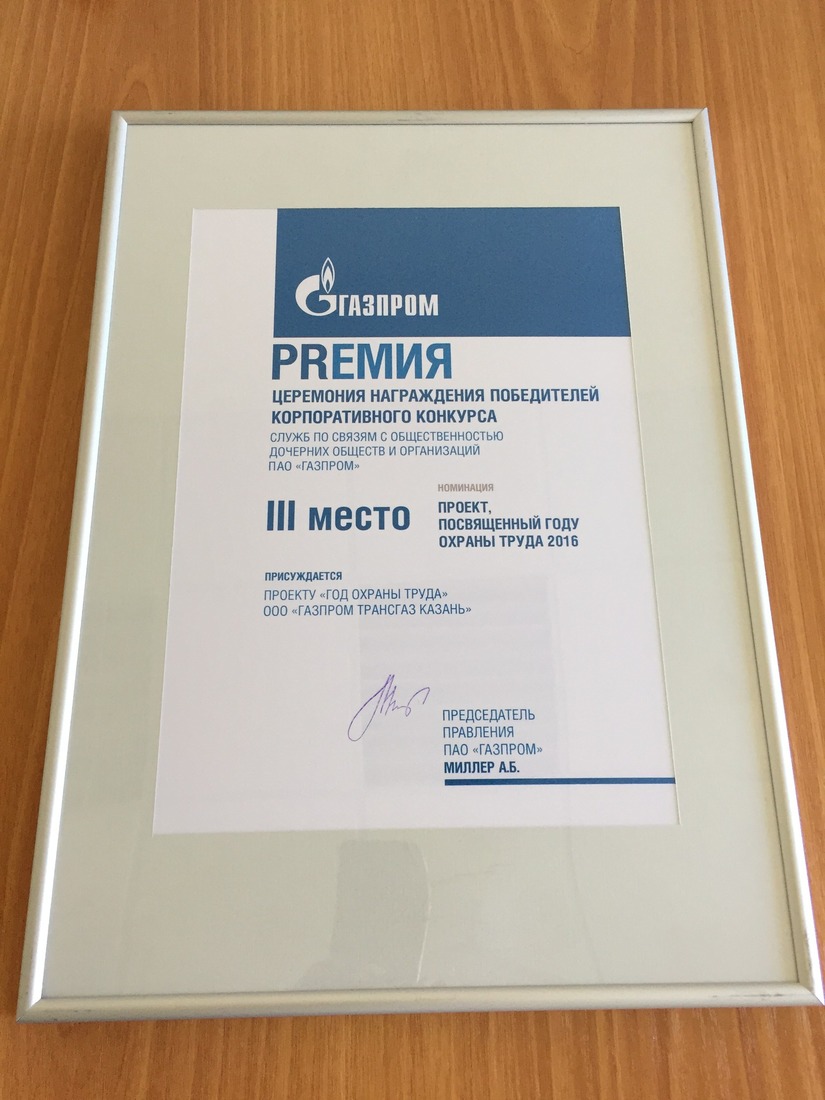 ГАЗПРОМ
PRЕМИЯ
ЦЕРЕМОНИЯ НАГРАЖДЕНИЯ ПОБЕДИТЕЛЕЙ
КОРПОРАТИВНОГО КОНКУРСА
СЛУЖБ ПО СВЯЗЯМ С ОБЩЕСТВЕННОСТЬЮ
ДОЧЕРНИХ ОБЩЕСТВ И ОРГАНИЗАЦИЙ
ПАО «ГАЗПРОМ»
III место
НОМИНАЦИЯ
ПРОЕКТ,
ПОСВЯЩЕННЫЙ ГОДУ
ОХРАНЫ ТРУДА 2016
ПРИСУЖДАЕТСЯ
ПРОЕКТУ «ГОД ОХРАНЫ ТРУДА»
ООО «ГАЗПРОМ ТРАНСГАЗ КАЗАНЬ»
ПРЕДСЕДАТЕЛЬ
ПРАВЛЕНИЯ
ПАО «ГАЗПРОМ»
МИЛЛЕР А.Б.